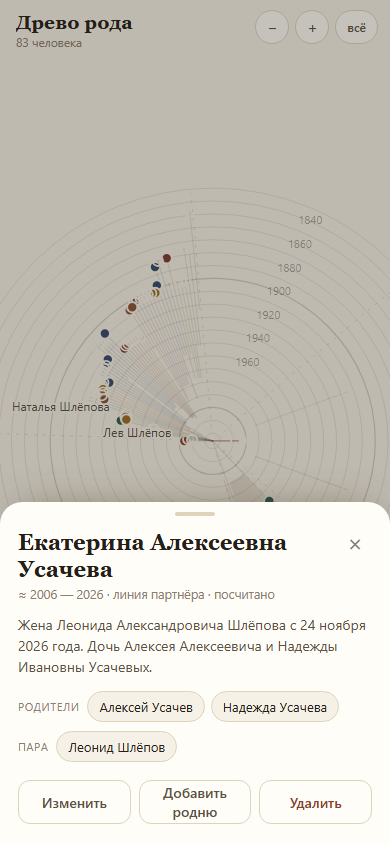 Древо рода
83 человека
− + всё
1840
1860
1880
1900
1920
1940
1960
Наталья Шлёпова
Лев Шлёпов
Екатерина Алексеевна
Усачева
×
≈ 2006 — 2026 · линия партнёра · посчитано
Жена Леонида Александровича Шлёпова с 24 ноября
2026 года. Дочь Алексея Алексеевича и Надежды
Ивановны Усачевых.
РОДИТЕЛИ Алексей Усачев Надежда Усачева
ПАРА Леонид Шлёпов
Изменить
Добавить
родню
Удалить